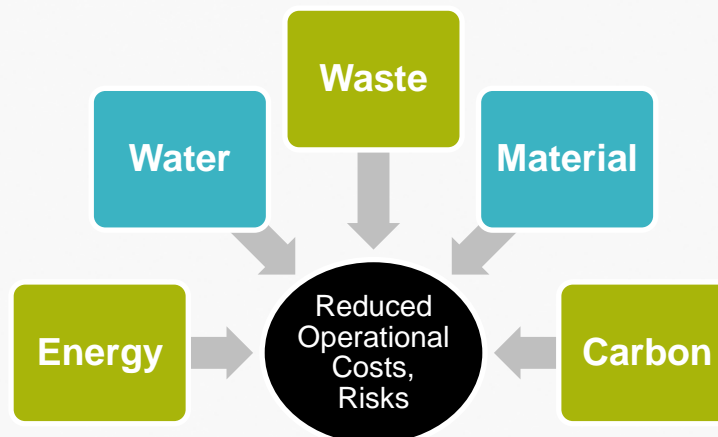 Waste
Water
Material
Energy
Reduced
Operational
Costs,
Risks
Carbon